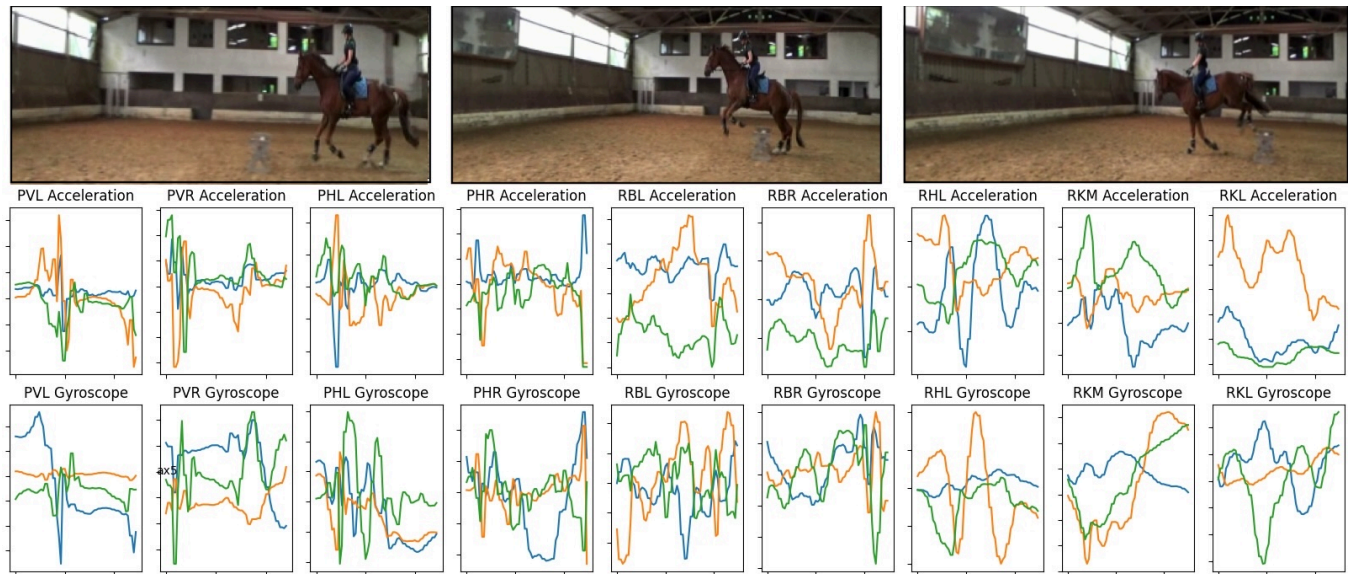 PVL Acceleration PVR Acceleration PHL Acceleration PHR Acceleration RBL Acceleration RBR Acceleration RHL Acceleration RKM Acceleration RKL Acceleration
PVL Gyroscope PVR Gyroscope PHL Gyroscope PHR Gyroscope RBL Gyroscope RBR Gyroscope RHL Gyroscope RKM Gyroscope RKL Gyroscope
ax5